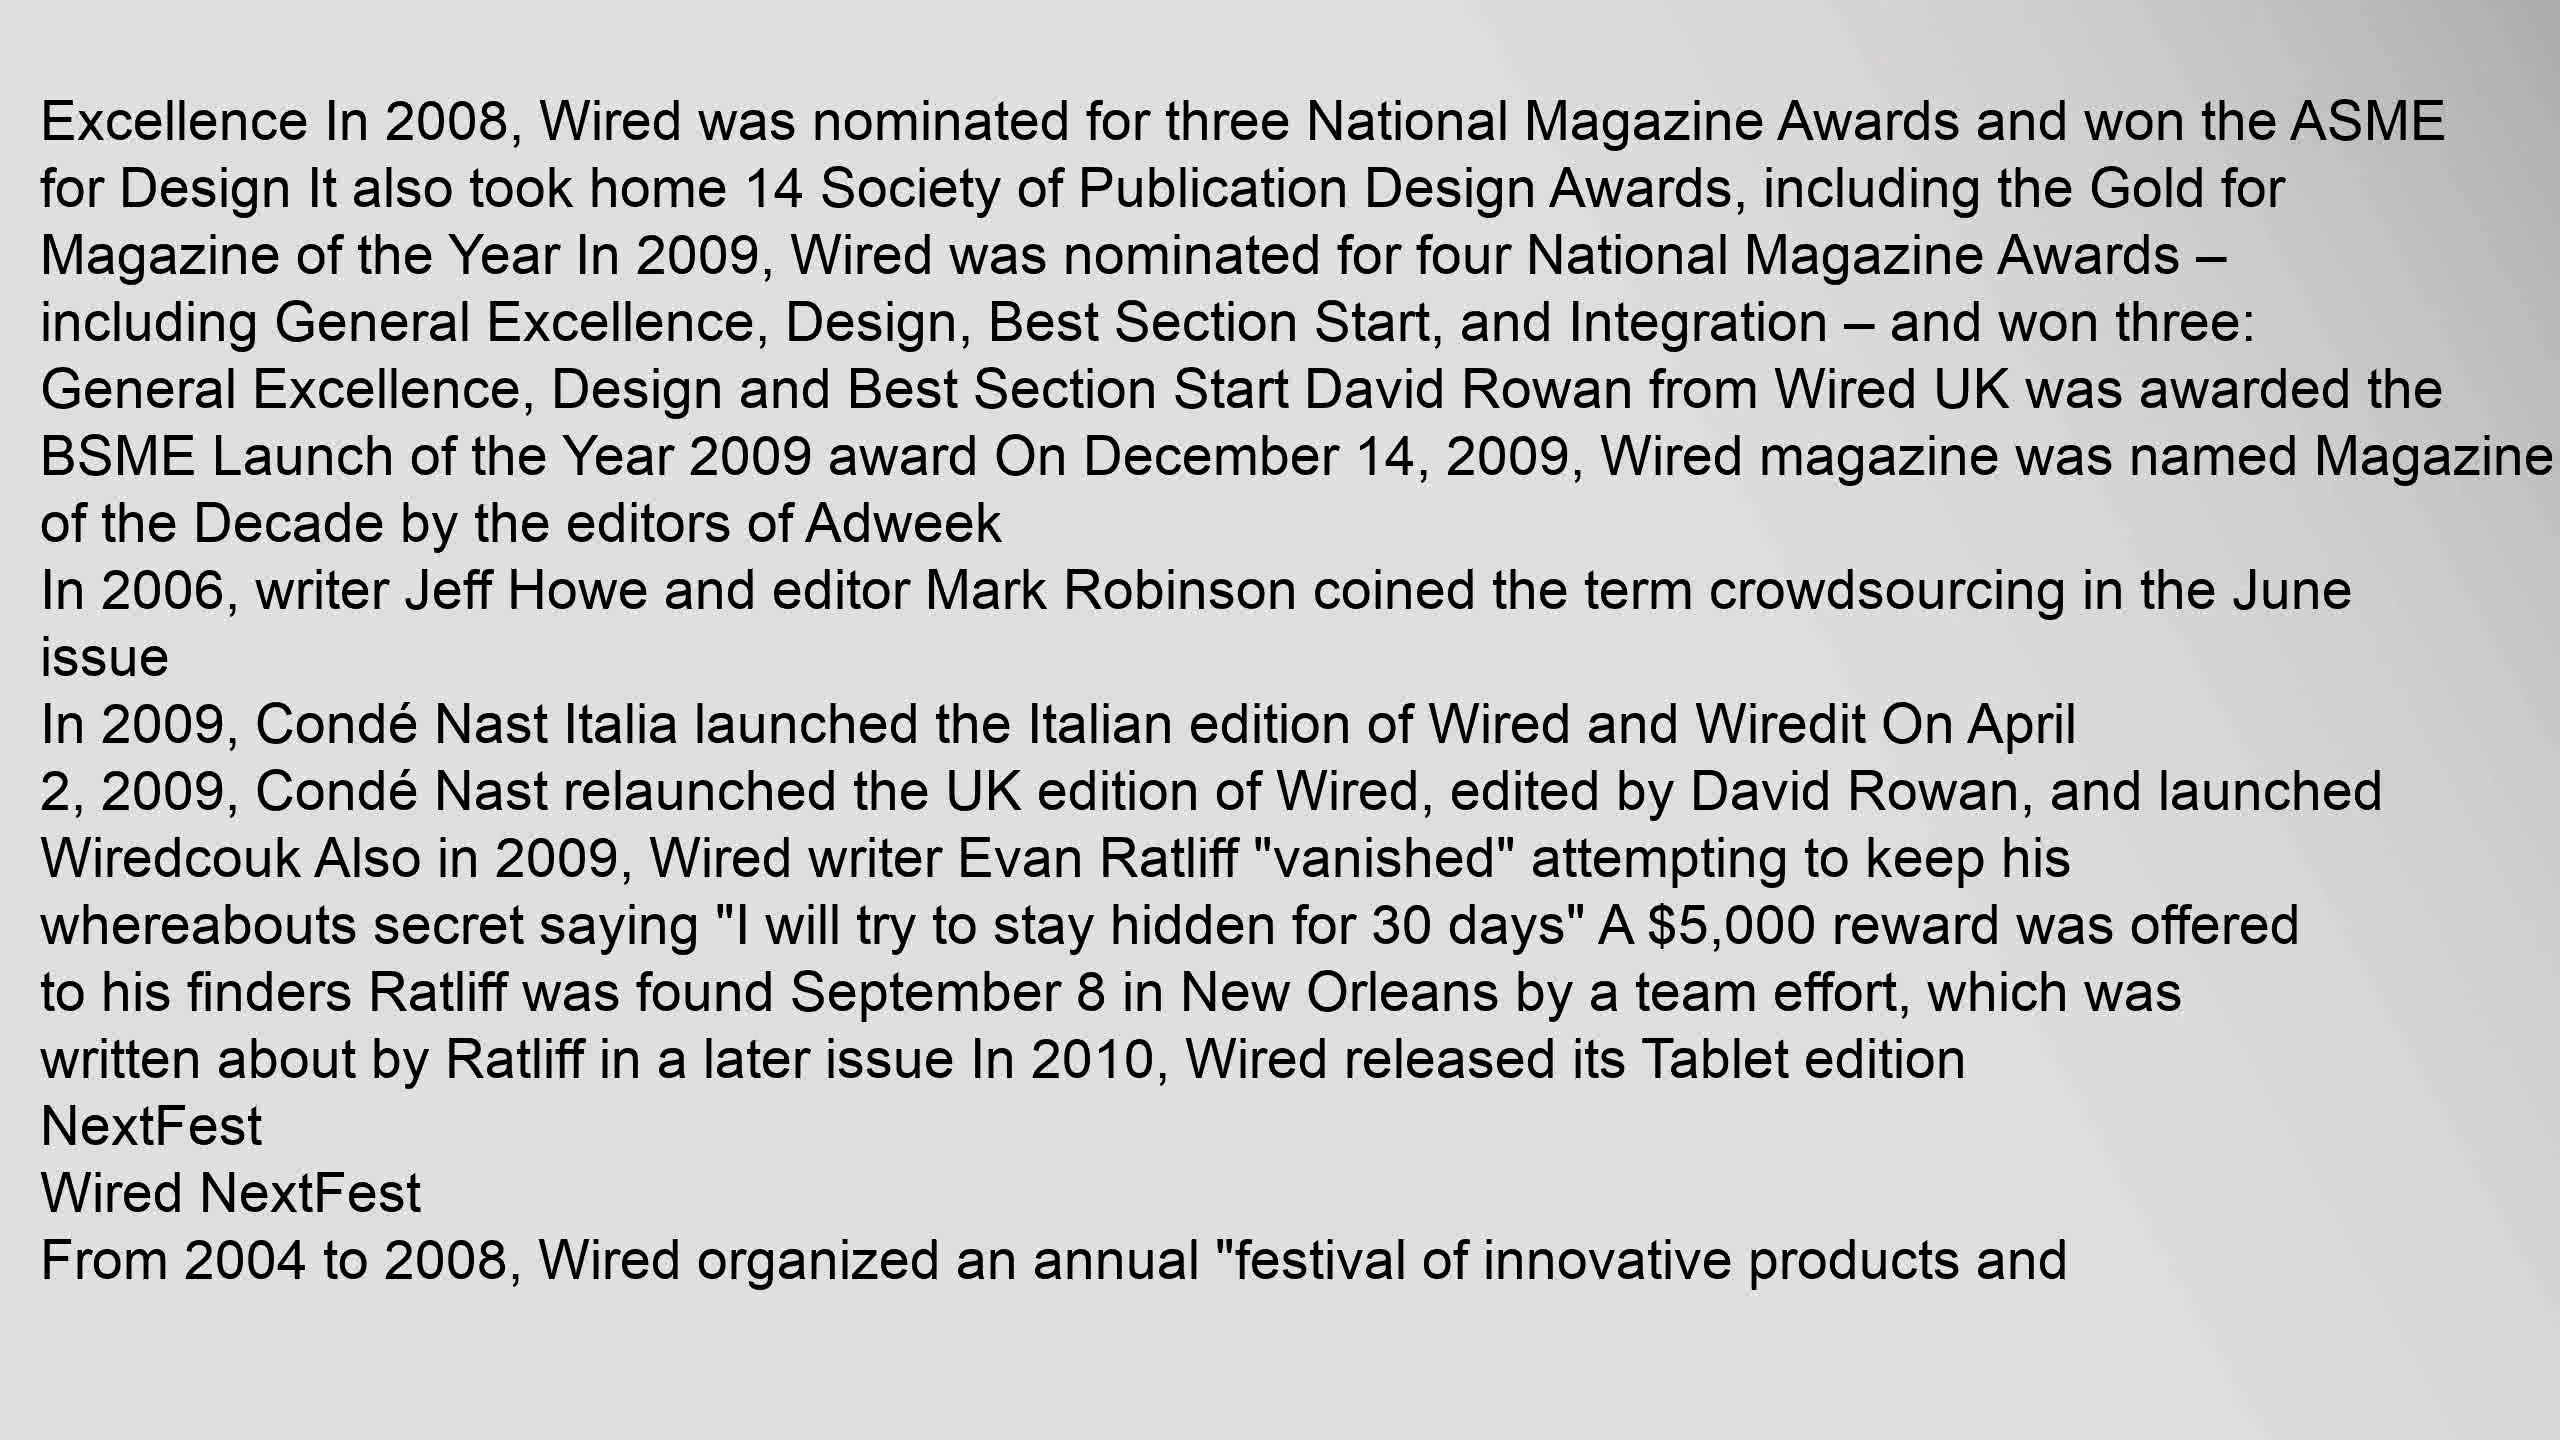 Excellence In 2008, Wired was nominated for three National Magazine Awards and won the ASME
for Design It also took home 14 Society of Publication Design Awards, including the Gold for
Magazine of the Year In 2009, Wired was nominated for four National Magazine Awards –
including General Excellence, Design, Best Section Start, and Integration – and won three:
General Excellence, Design and Best Section Start David Rowan from Wired UK was awarded the
BSME Launch of the Year 2009 award On December 14, 2009, Wired magazine was named Magazine
of the Decade by the editors of Adweek
In 2006, writer Jeff Howe and editor Mark Robinson coined the term crowdsourcing in the June
issue
In 2009, Condé Nast Italia launched the Italian edition of Wired and Wiredit On April
2, 2009, Condé Nast relaunched the UK edition of Wired, edited by David Rowan, and launched
Wiredcouk Also in 2009, Wired writer Evan Ratliff "vanished" attempting to keep his
whereabouts secret saying "I will try to stay hidden for 30 days" A $5,000 reward was offered
to his finders Ratliff was found September 8 in New Orleans by a team effort, which was
written about by Ratliff in a later issue In 2010, Wired released its Tablet edition
NextFest
Wired NextFest
From 2004 to 2008, Wired organized an annual "festival of innovative products and